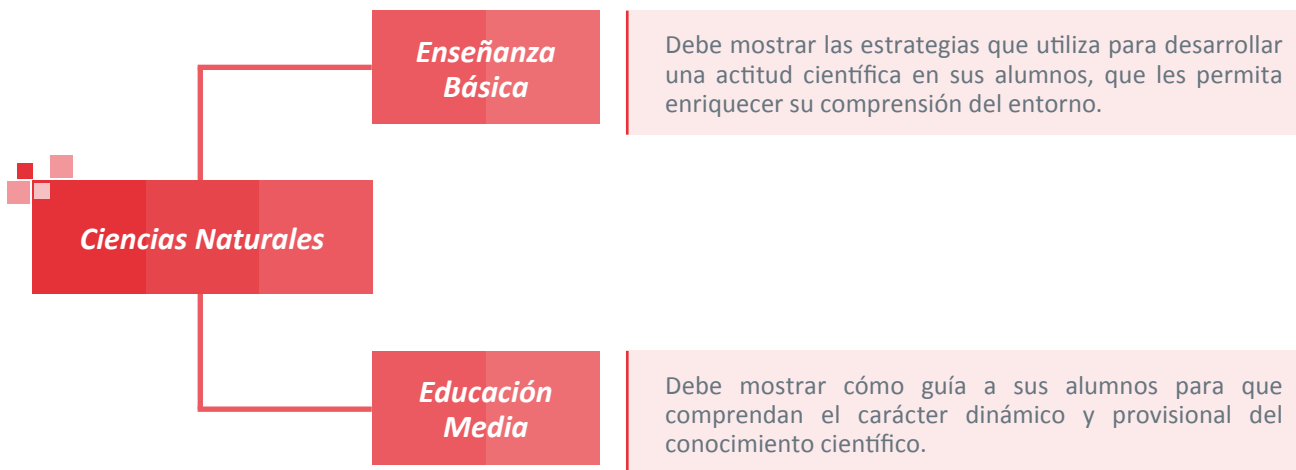 Enseñanza
Básica
Debe mostrar las estrategias que utiliza para desarrollar
una actitud científica en sus alumnos, que les permita
enriquecer su comprensión del entorno.
Ciencias Naturales
Educación
Media
Debe mostrar cómo guía a sus alumnos para que
comprendan el carácter dinámico y provisional del
conocimiento científico.